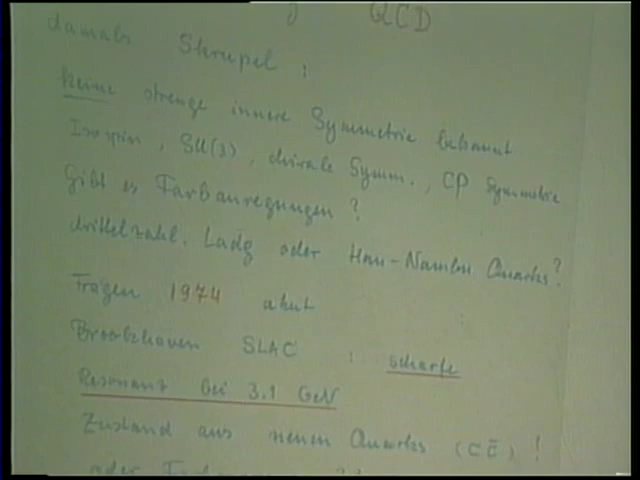 QCD
damals Skrupel :
keine strenge innere Symmetrie bekannt
Isospin, SU(3), chirale Symm., CP Symmetrie
Gibt es Farbanregungen ?
drittelzahl. Ladg oder Han-Nambu Quarks?
Fragen 1974 akut
Brookhaven SLAC : scharfe
Resonanz bei 3.1 GeV
Zustand aus neuen Quarks (cc̄) !
oder